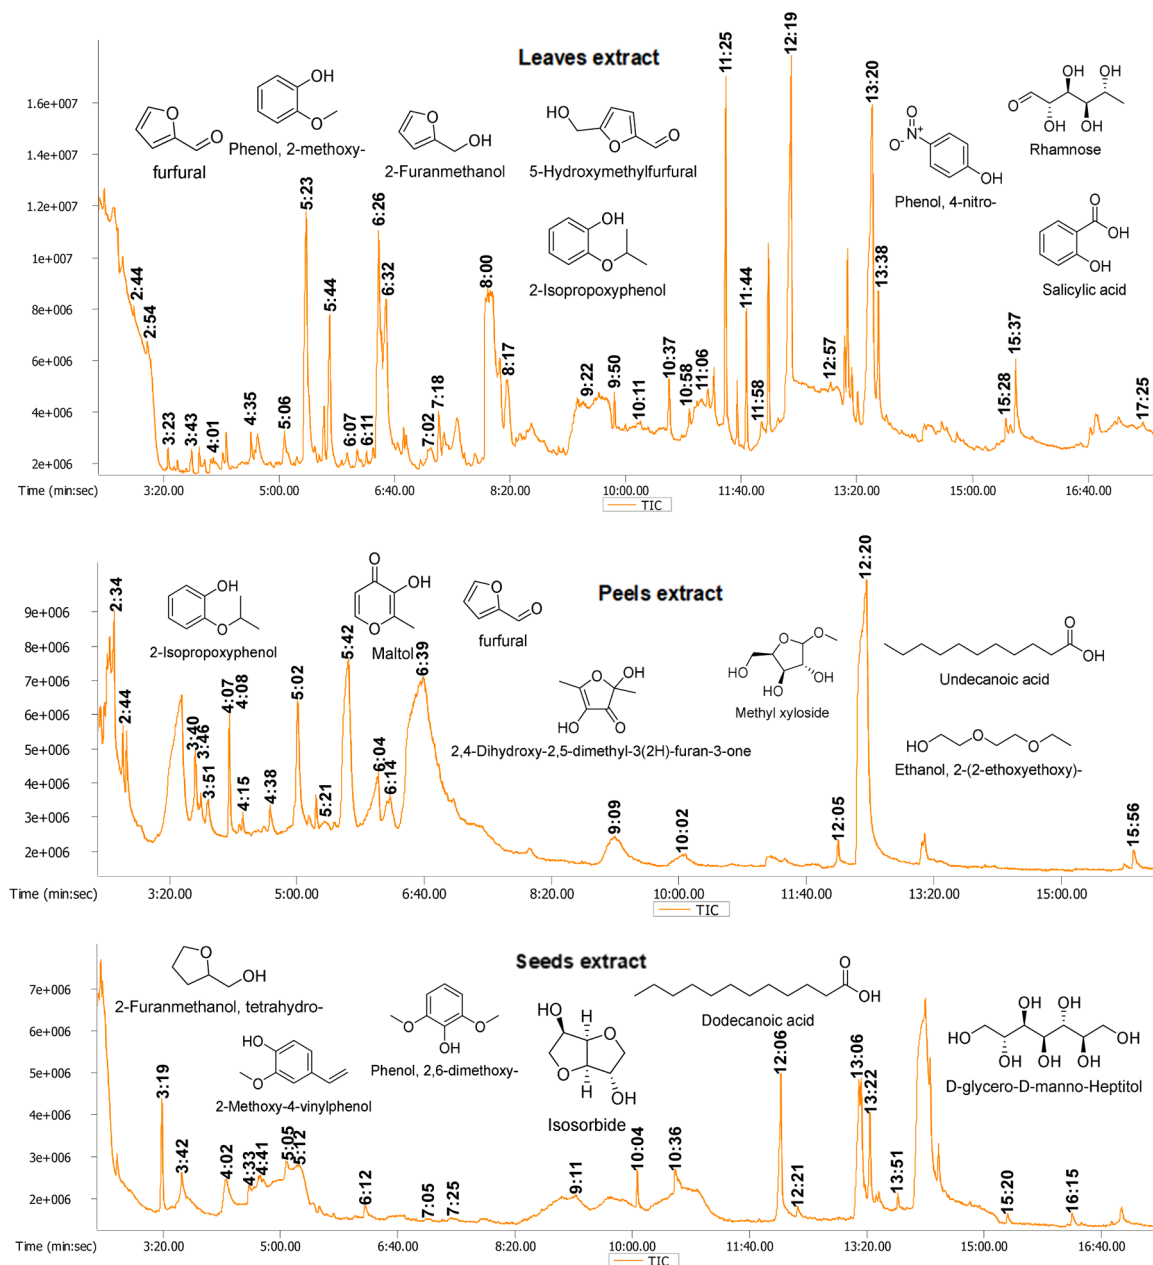 Leaves extract
1.6e+007
1.4e+007
1.2e+007
1e+007
8e+006
6e+006
4e+006
2e+006
furfural
OH
Phenol, 2-methoxy-
2-Furanmethanol
5-Hydroxymethylfurfural
2-Isopropoxyphenol
Phenol, 4-nitro-
Rhamnose
Salicylic acid
2:44
2:54
3:23
3:43
4:01
4:35
5:06
5:23
5:44
6:07
6:11
6:26
6:32
7:02
7:18
8:00
8:17
9:22
9:50
10:11
10:37
10:58
11:06
11:25
11:44
11:58
12:19
12:57
13:20
13:38
15:28
15:37
17:25
Time (min:sec) 3:20.00 5:00.00 6:40.00 8:20.00 10:00.00 11:40.00 13:20.00 15:00.00 16:40.00
TIC
Peels extract
9e+006
8e+006
7e+006
6e+006
5e+006
4e+006
3e+006
2e+006
2-Isopropoxyphenol
Maltol
furfural
2,4-Dihydroxy-2,5-dimethyl-3(2H)-furan-3-one
Methyl xyloside
Undecanoic acid
Ethanol, 2-(2-ethoxyethoxy)-
2:34
2:44
3:40
3:46
3:51
4:07
4:08
4:15
4:38
5:02
5:21
5:42
6:04
6:14
6:39
9:09
10:02
12:05
12:20
15:56
Time (min:sec) 3:20.00 5:00.00 6:40.00 8:20.00 10:00.00 11:40.00 13:20.00 15:00.00
TIC
Seeds extract
7e+006
6e+006
5e+006
4e+006
3e+006
2e+006
2-Furanmethanol, tetrahydro-
2-Methoxy-4-vinylphenol
Phenol, 2,6-dimethoxy-
Isosorbide
Dodecanoic acid
D-glycero-D-manno-Heptitol
3:19
3:42
4:02
4:33
4:41
5:05
5:12
6:12
7:05
7:25
9:11
10:04
10:36
12:06
12:21
13:06
13:22
13:51
15:20
16:15
Time (min:sec) 3:20.00 5:00.00 6:40.00 8:20.00 10:00.00 11:40.00 13:20.00 15:00.00 16:40.00
TIC